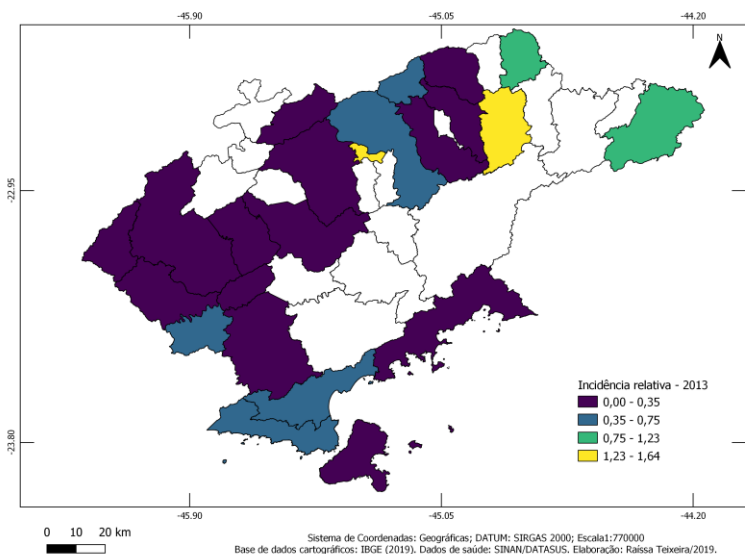 -45.90 -45.05 -44.20
N
-22.95
-23.80
Incidência relativa - 2013
0,00 - 0,35
0,35 - 0,75
0,75 - 1,23
1,23 - 1,64
-45.90 -45.05 -44.20
0 10 20 km
Sistema de Coordenadas: Geográficas; DATUM: SIRGAS 2000; Escala1:770000
Base de dados cartográficos: IBGE (2019). Dados de saúde: SINAN/DATASUS. Elaboração: Raíssa Teixeira/2019.